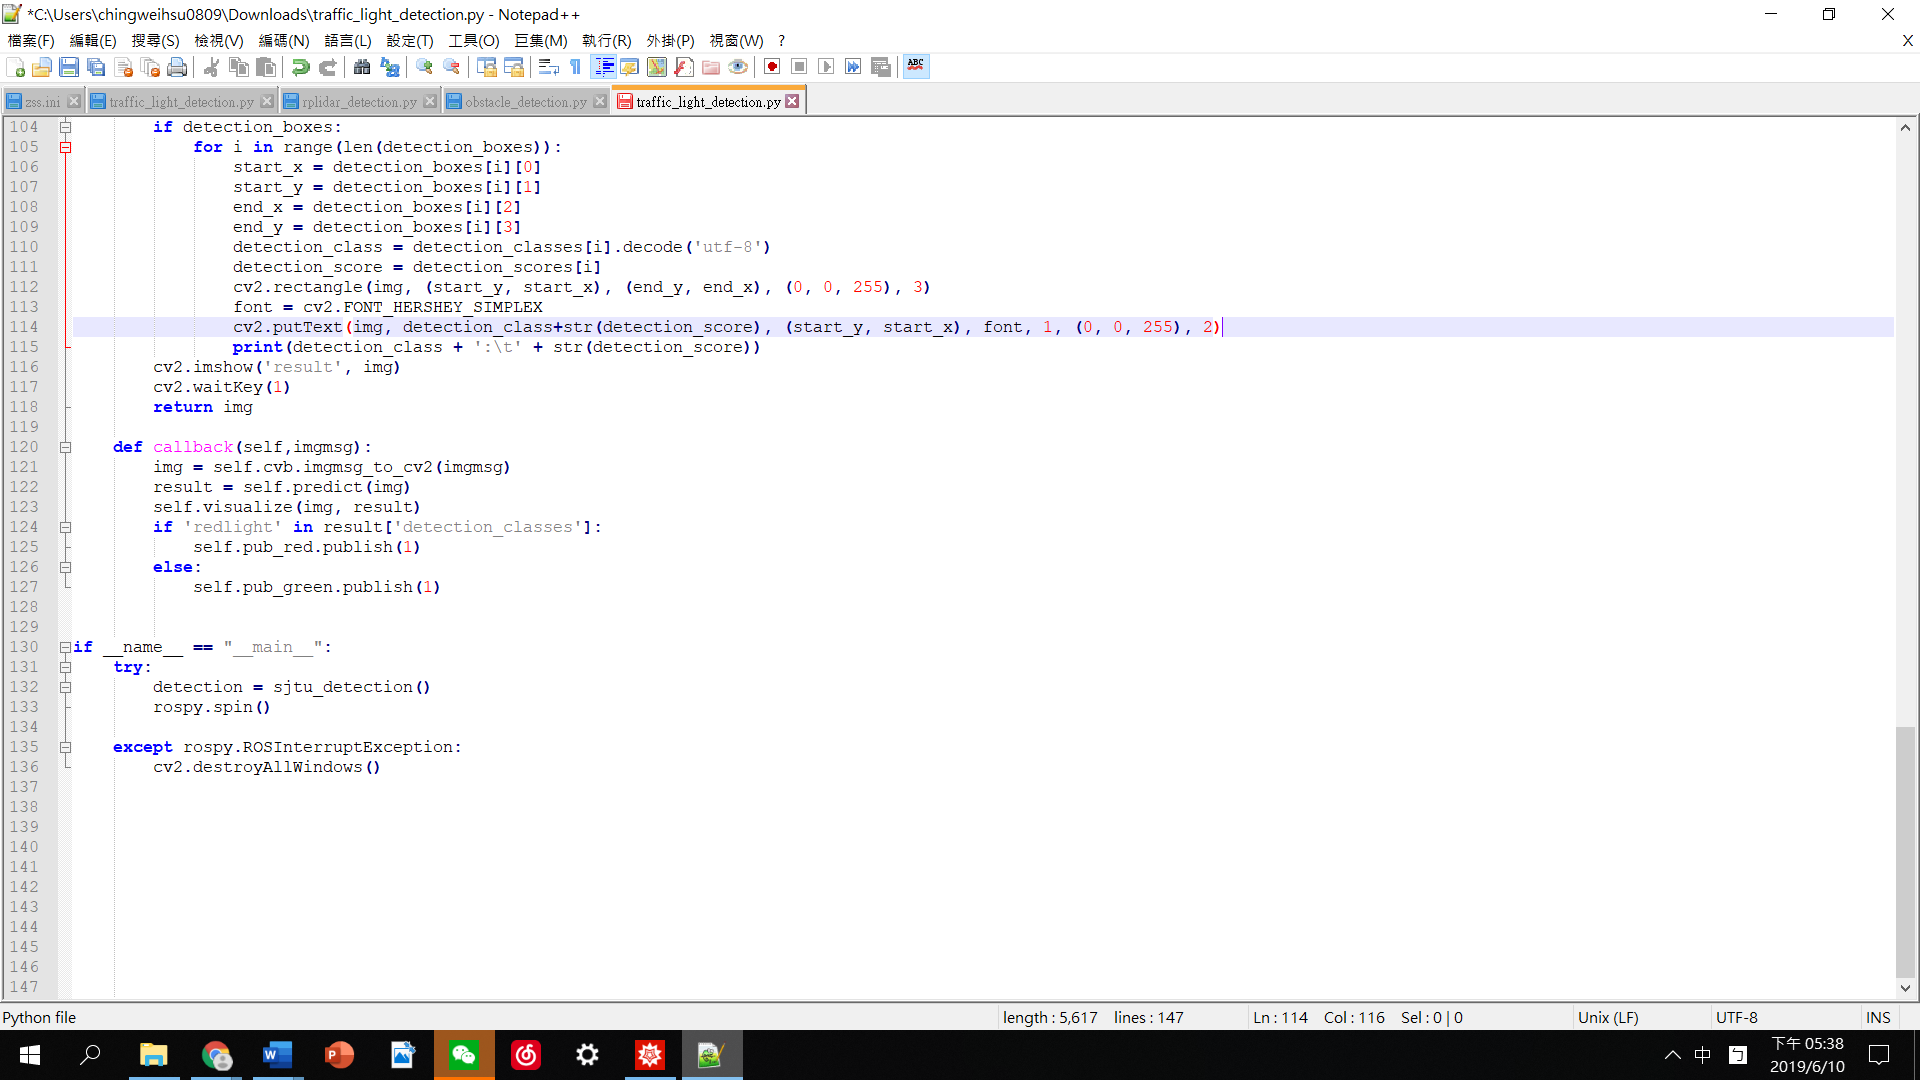 *C:\Users\chingweihsu0809\Downloads\traffic_light_detection.py - Notepad++
檔案(F) 編輯(E) 搜尋(S) 檢視(V) 編碼(N) 語言(L) 設定(T) 工具(O) 巨集(M) 執行(R) 外掛(P) 視窗(W) ? X
ABC
zss.ini traffic_light_detection.py rplidar_detection.py obstacle_detection.py traffic_light_detection.py
104 if detection_boxes:
105 for i in range(len(detection_boxes)):
106 start_x = detection_boxes[i][0]
107 start_y = detection_boxes[i][1]
108 end_x = detection_boxes[i][2]
109 end_y = detection_boxes[i][3]
110 detection_class = detection_classes[i].decode('utf-8')
111 detection_score = detection_scores[i]
112 cv2.rectangle(img, (start_y, start_x), (end_y, end_x), (0, 0, 255), 3)
113 font = cv2.FONT_HERSHEY_SIMPLEX
114 cv2.putText(img, detection_class+str(detection_score), (start_y, start_x), font, 1, (0, 0, 255), 2)
115 print(detection_class + ':\t' + str(detection_score))
116 cv2.imshow('result', img)
117 cv2.waitKey(1)
118 return img
119
120 def callback(self,imgmsg):
121 img = self.cvb.imgmsg_to_cv2(imgmsg)
122 result = self.predict(img)
123 self.visualize(img, result)
124 if 'redlight' in result['detection_classes']:
125 self.pub_red.publish(1)
126 else:
127 self.pub_green.publish(1)
128
129
130 if __name__ == "__main__":
131 try:
132 detection = sjtu_detection()
133 rospy.spin()
134
135 except rospy.ROSInterruptException:
136 cv2.destroyAllWindows()
137
138
139
140
141
142
143
144
145
146
147
Python file length : 5,617 lines : 147 Ln : 114 Col : 116 Sel : 0 | 0 Unix (LF) UTF-8 INS
中 ㄅ 下午 05:38
2019/6/10